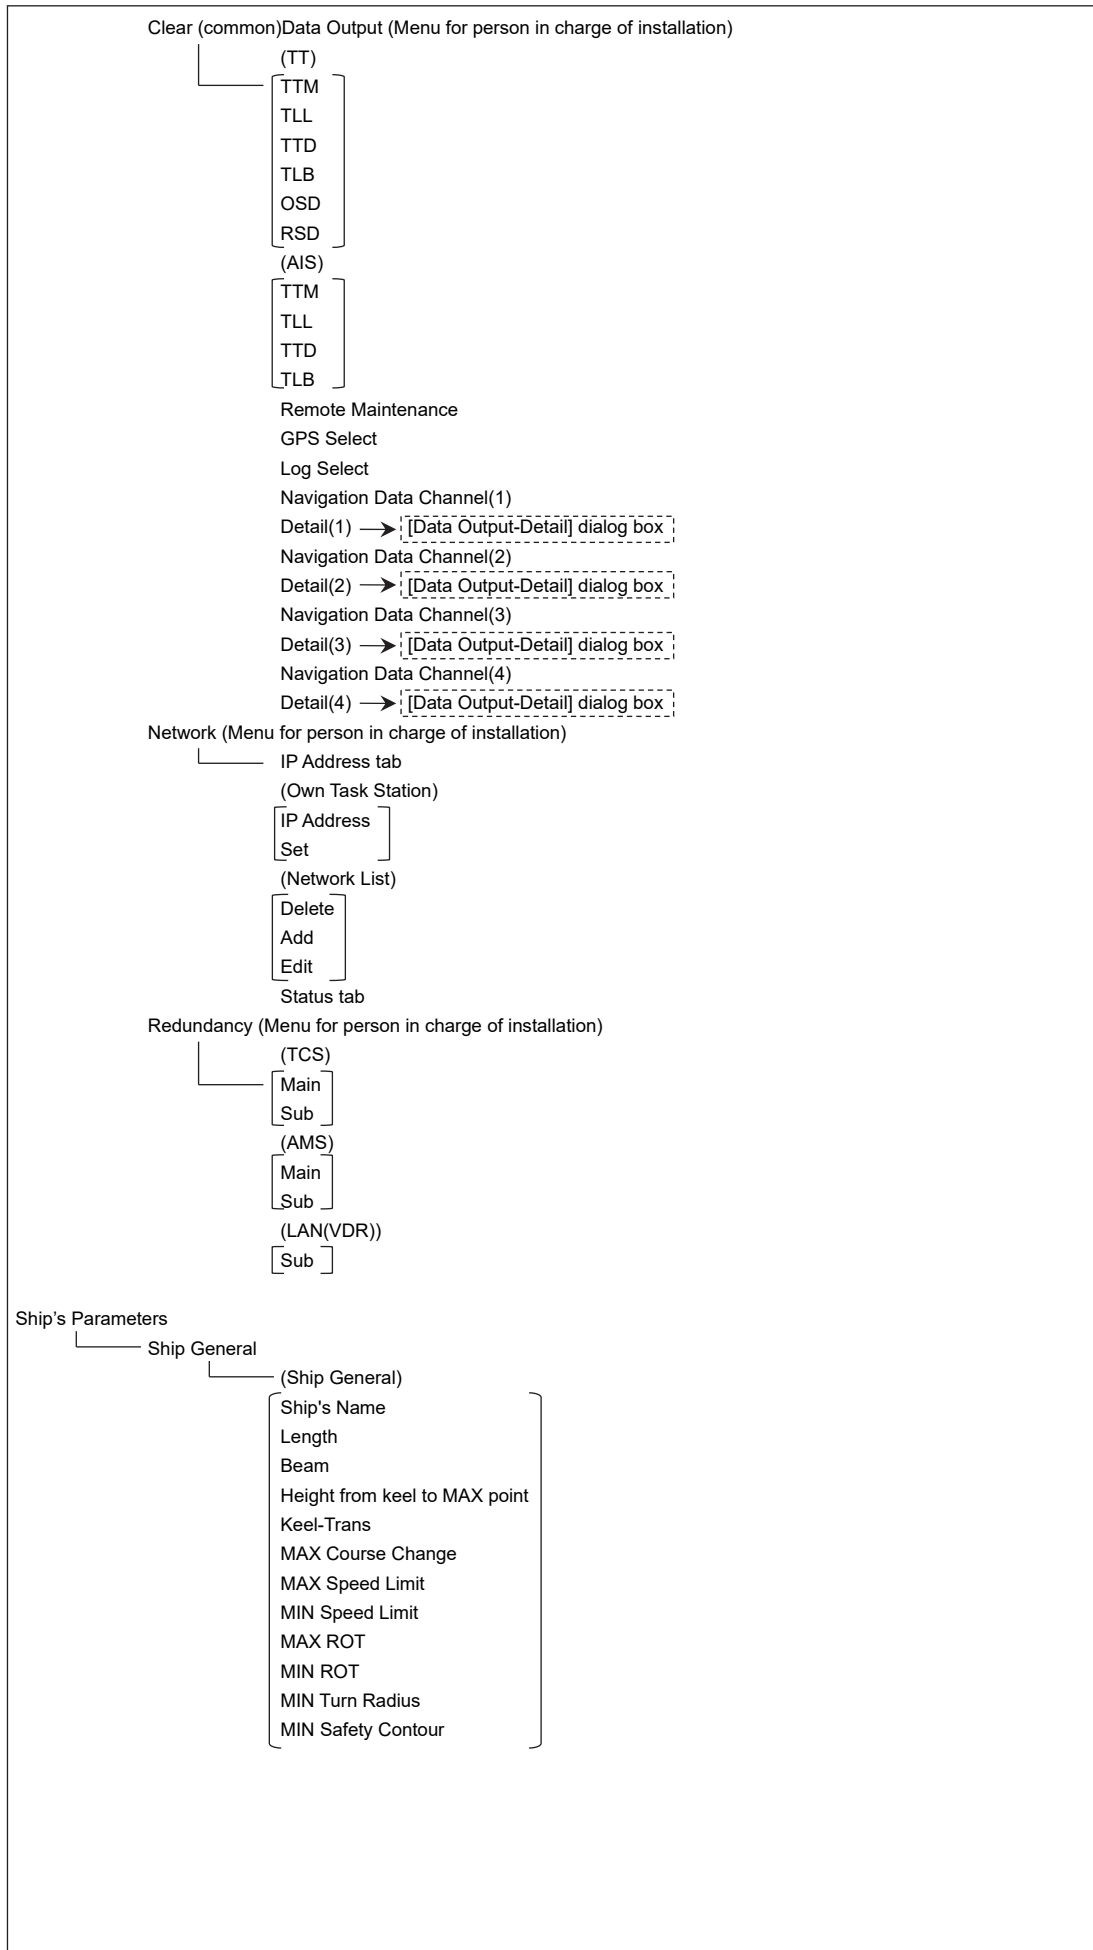 Clear (common)Data Output (Menu for person in charge of installation)
(TT)
TTM
TLL
TTD
TLB
OSD
RSD
(AIS)
TTM
TLL
TTD
TLB
Remote Maintenance
GPS Select
Log Select
Navigation Data Channel(1)
Detail(1) [Data Output-Detail] dialog box
Navigation Data Channel(2)
Detail(2) [Data Output-Detail] dialog box
Navigation Data Channel(3)
Detail(3) [Data Output-Detail] dialog box
Navigation Data Channel(4)
Detail(4) [Data Output-Detail] dialog box
Network (Menu for person in charge of installation)
IP Address tab
(Own Task Station)
IP Address
Set
(Network List)
Delete
Add
Edit
Status tab
Redundancy (Menu for person in charge of installation)
(TCS)
Main
Sub
(AMS)
Main
Sub
(LAN(VDR))
Sub
Ship’s Parameters
Ship General
(Ship General)
Ship's Name
Length
Beam
Height from keel to MAX point
Keel-Trans
MAX Course Change
MAX Speed Limit
MIN Speed Limit
MAX ROT
MIN ROT
MIN Turn Radius
MIN Safety Contour